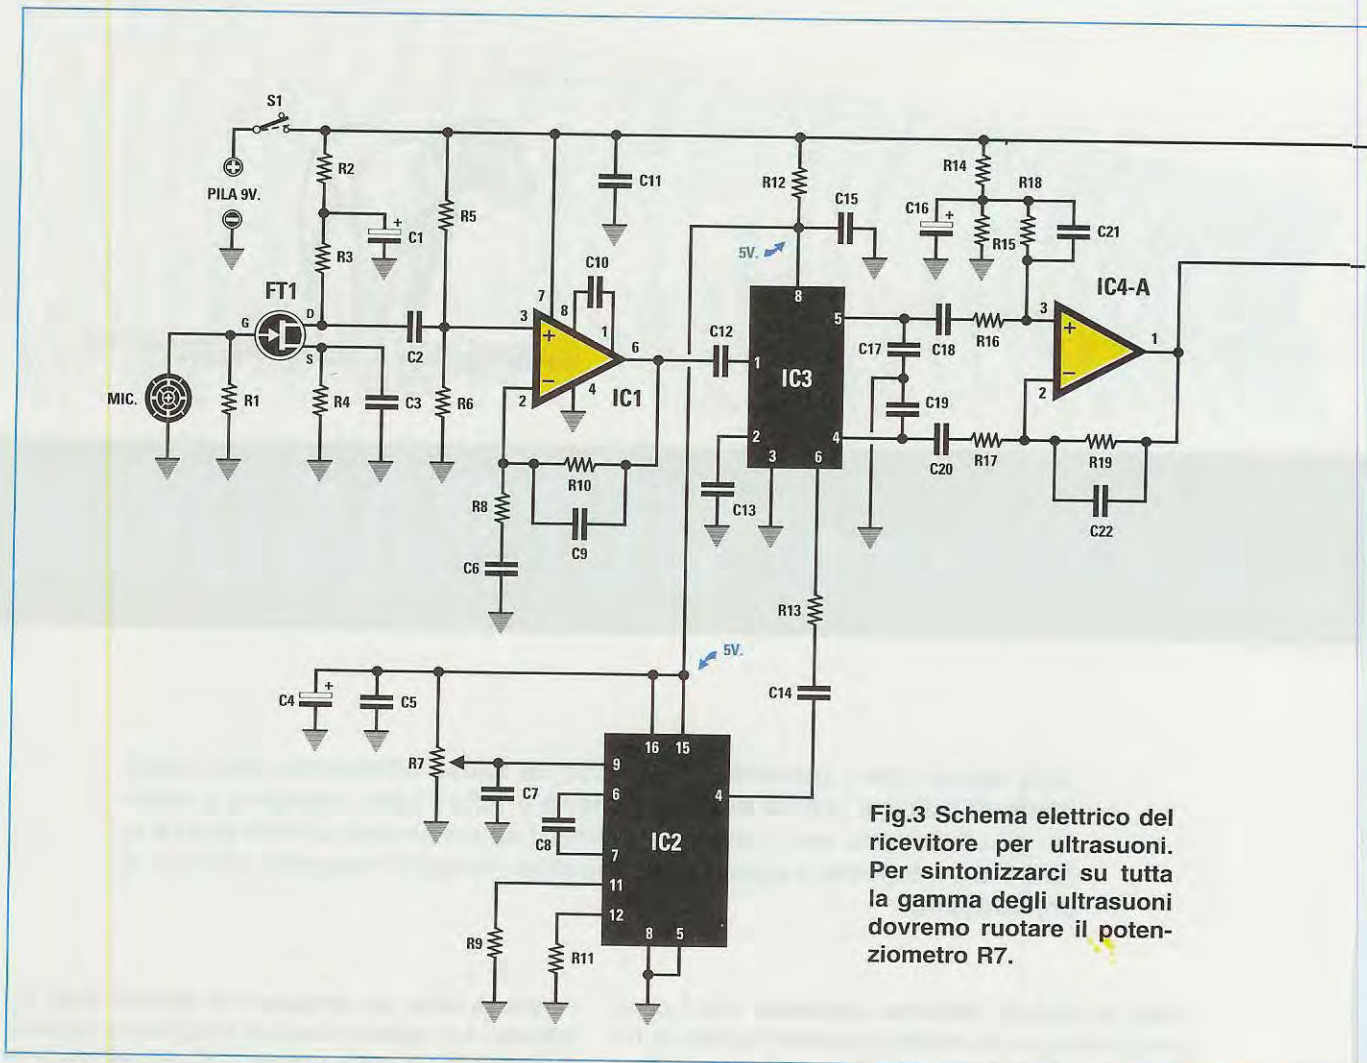 S1
PILA 9V.
R2
C1
R3
R5
FT1
G
D
S
MIC.
R1
R4
C3
C2
R6
C11
C10
7
8
3
1
6
2
4
IC1
R8
R10
C9
C6
R12
C15
5V.
C12
8
5
1
IC3
2
4
3
6
C13
C17
C18
R16
C19
C20
R17
R14
C16
R15
R18
C21
IC4-A
3
1
2
R19
C22
R13
C14
5V.
C4
C5
R7
C7
C8
R9
R11
16
15
9
6
4
IC2
7
11
12
8
5
Fig.3 Schema elettrico del
ricevitore per ultrasuoni.
Per sintonizzarci su tutta
la gamma degli ultrasuoni
dovremo ruotare il poten-
ziometro R7.